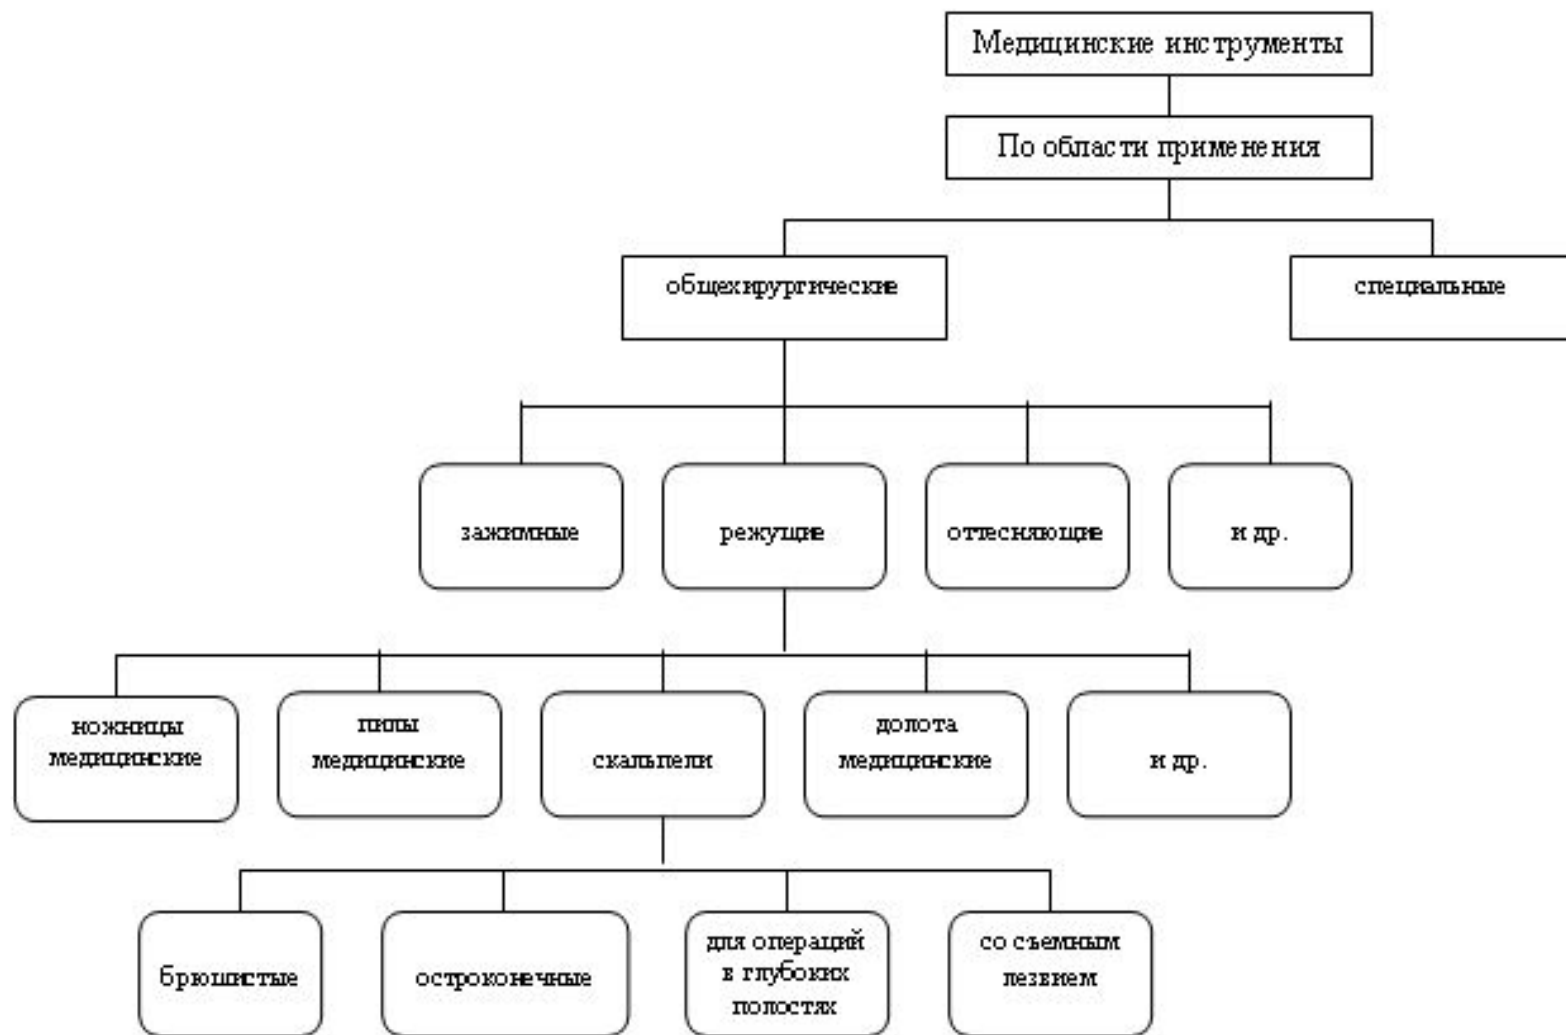 Медицинские инструменты
По области применения
общехирургические
специальные
зажимные
режущие
оттесняющие
и др.
ножницы
медицинские
пилы
медицинские
скальпели
долота
медицинские
и др.
брюшистые
остроконечные
для операций
в глубоких
полостях
со съемным
лезвием